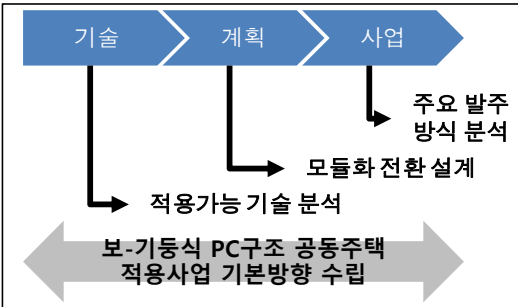 기술 계획 사업
주요 발주
방식 분석
모듈화 전환 설계
적용가능 기술 분석
보-기둥식 PC구조 공동주택
적용사업 기본방향 수립